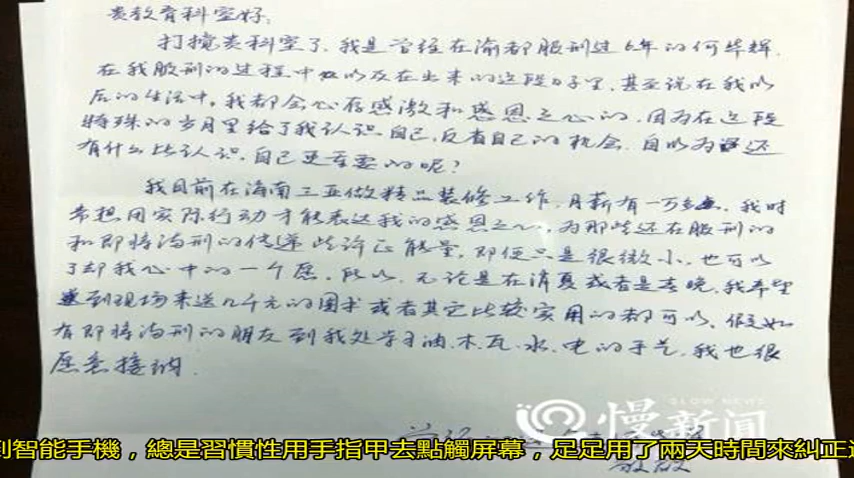 贵教育科室好:
打搅贵科室了,我是曾经在渝都服刑过6年的何华辉.
在我服刑的过程中以及在出来的这段日子里,甚至说在我以
后的生活中,我都会心存感激和感恩之心的,因为在这段
特殊的岁月里给了我认识自己,反省自己的机会.自以为还
有什么比认识自己更重要的呢?
我目前在海南三亚做精品装修工作,月薪有一万多,我时
常想用实际行动才能表达我的感恩之心,为那些还在服刑的
和即将满刑的传递些许正能量,即便只是很微小,也可以
了却我心中的一个愿,所以,无论是在消夏或者是春晚,我希望
到现场来送几千元的图书或者其它比较实用的都可以,假如
有即将满刑的朋友到我处学习油.木.瓦.水.电的手艺,我也很
愿意接纳.
SLOW NEWS
慢新闻
到智能手機,總是習慣性用手指甲去點觸屏幕,足足用了兩天時間來糾正
敬啟